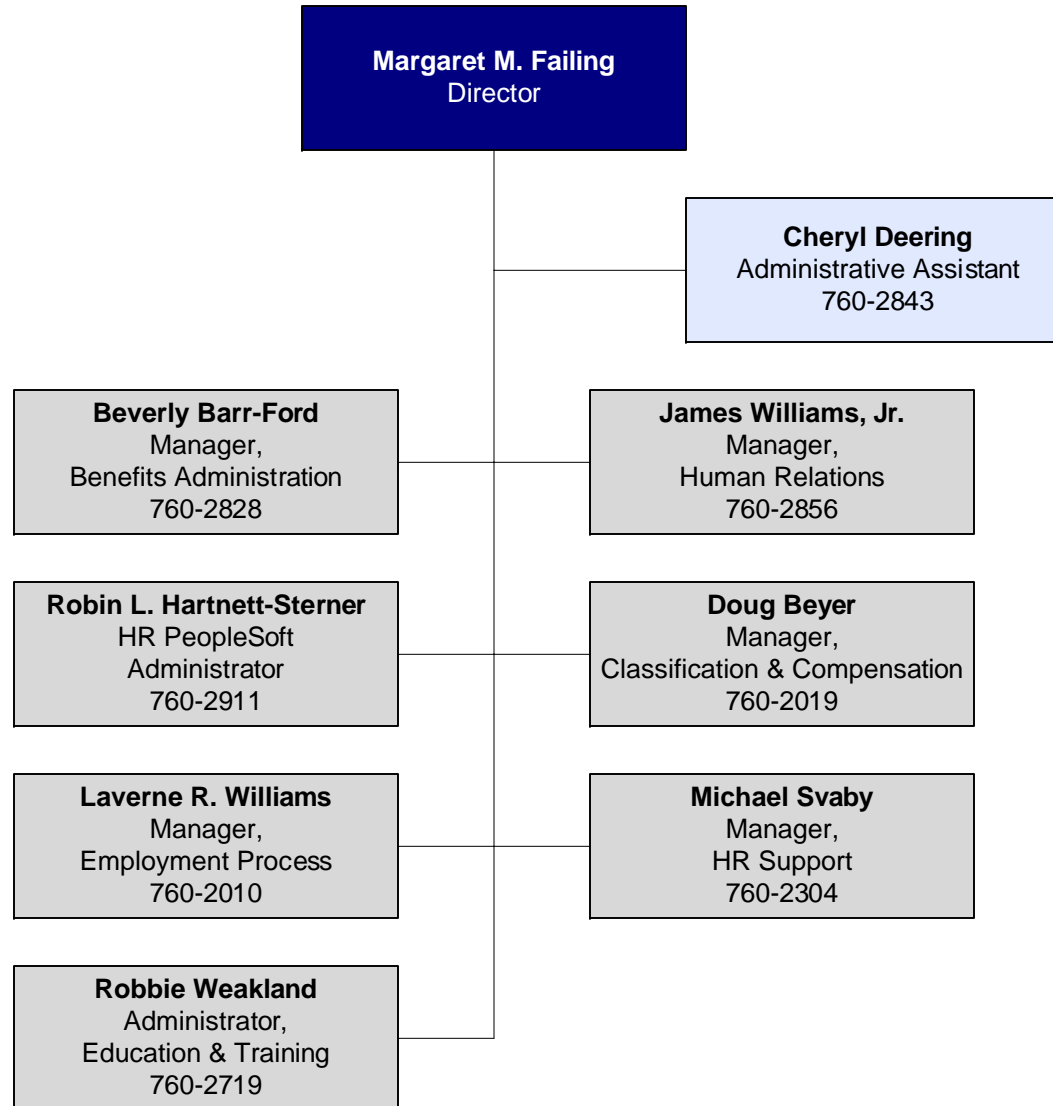 Margaret M. Failing
Director
Cheryl Deering
Administrative Assistant
760-2843
Beverly Barr-Ford
Manager,
Benefits Administration
760-2828
James Williams, Jr.
Manager,
Human Relations
760-2856
Robin L. Hartnett-Sterner
HR PeopleSoft
Administrator
760-2911
Doug Beyer
Manager,
Classification & Compensation
760-2019
Laverne R. Williams
Manager,
Employment Process
760-2010
Michael Svaby
Manager,
HR Support
760-2304
Robbie Weakland
Administrator,
Education & Training
760-2719